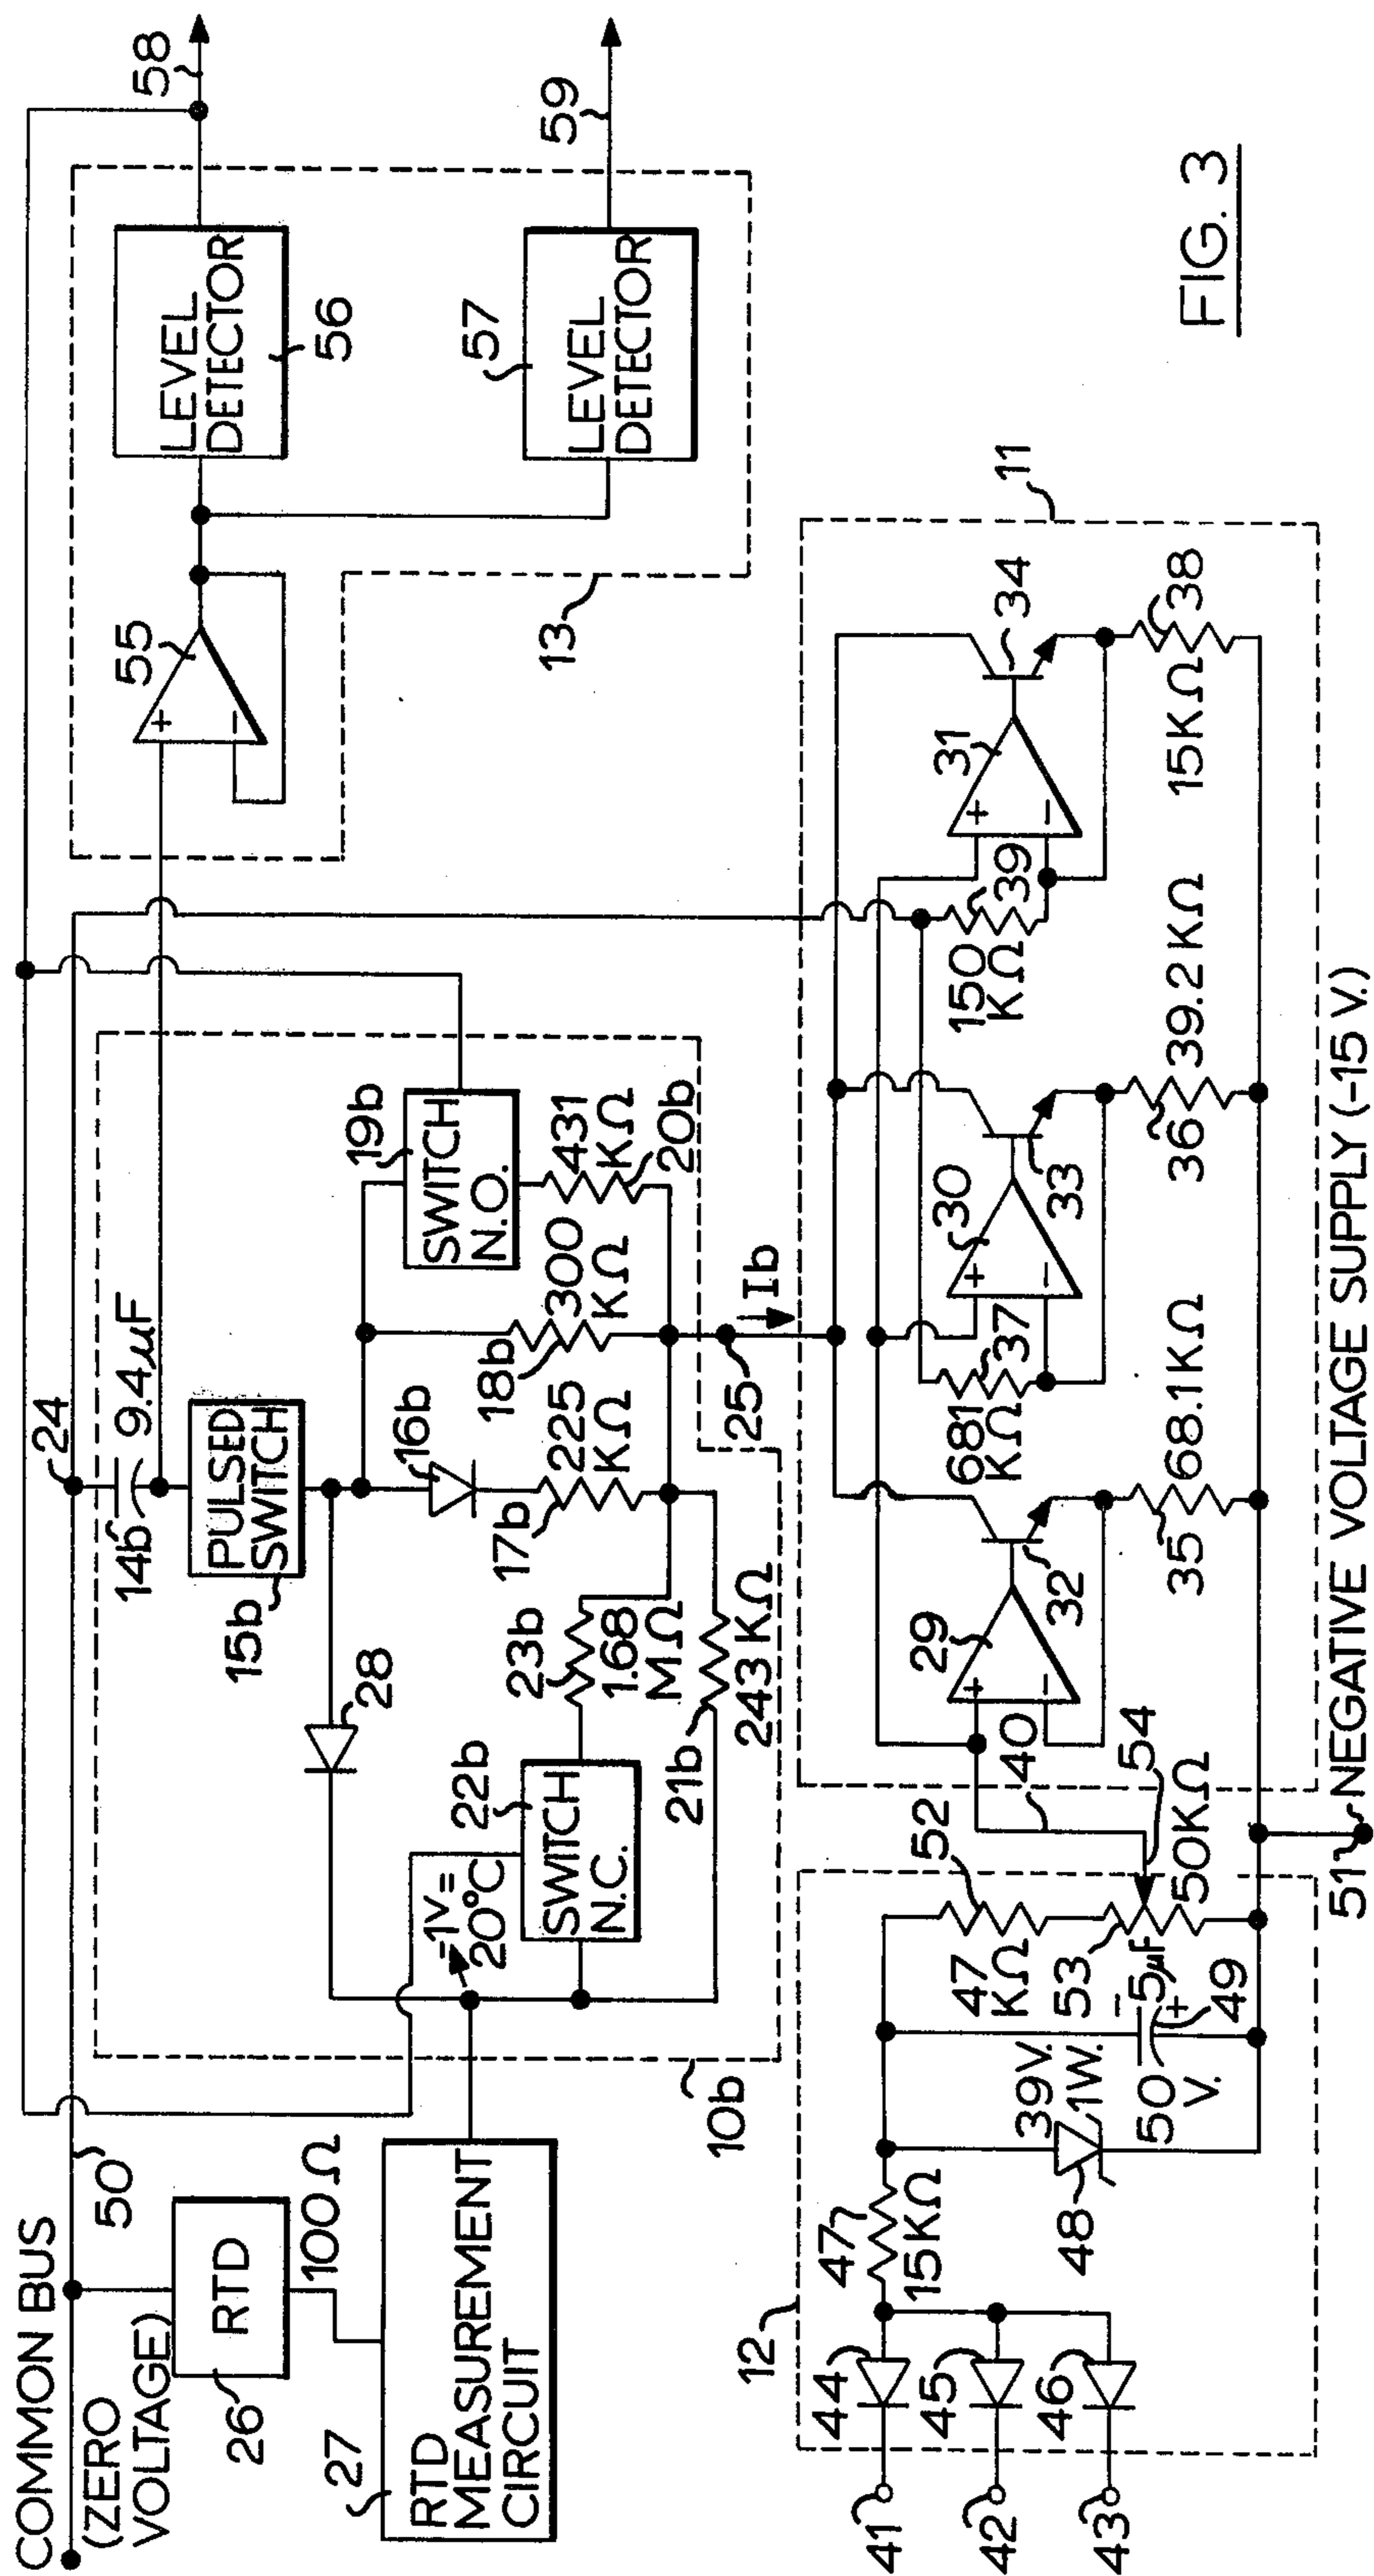 COMMON BUS
(ZERO
VOLTAGE)
50
RTD
26
100 Ω
27
RTD
MEASUREMENT
CIRCUIT
10b
-1V=
20°C
22b
SWITCH
N.C.
23b
1.68
MΩ
21b
243 KΩ
28
24
14b
9.4µF
PULSED
SWITCH
15b
16b
17b
225
KΩ
18b
300
KΩ
19b
SWITCH
N.O.
431
KΩ
20b
25
Ib
55
+
−
13
LEVEL
DETECTOR
56
58
LEVEL
DETECTOR
57
59
FIG. 3
12
41
42
43
44
45
46
47
15KΩ
48
39V.
1W.
50
V.
−
5µF
+
49
47
KΩ
52
53
50KΩ
54
40
11
29
+
−
32
35
68.1KΩ
681
KΩ
37
30
+
−
33
36
39.2 KΩ
150
KΩ
39
31
+
−
34
15KΩ
38
51
NEGATIVE VOLTAGE SUPPLY (-15 V.)